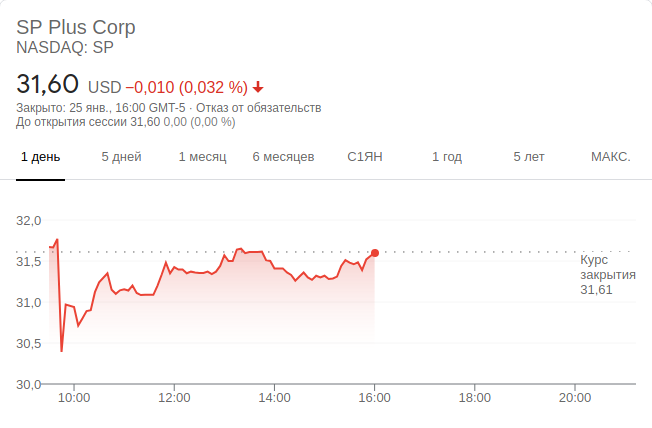 SP Plus Corp
NASDAQ: SP
31,60 USD −0,010 (0,032 %)
Закрыто: 25 янв., 16:00 GMT-5 · Отказ от обязательств
До открытия сессии 31,60 0,00 (0,00 %)
1 день 5 дней 1 месяц 6 месяцев С1ЯН 1 год 5 лет МАКС.
32,0
31,5
31,0
30,5
30,0
Курс
закрытия
31,61
10:00 12:00 14:00 16:00 18:00 20:00